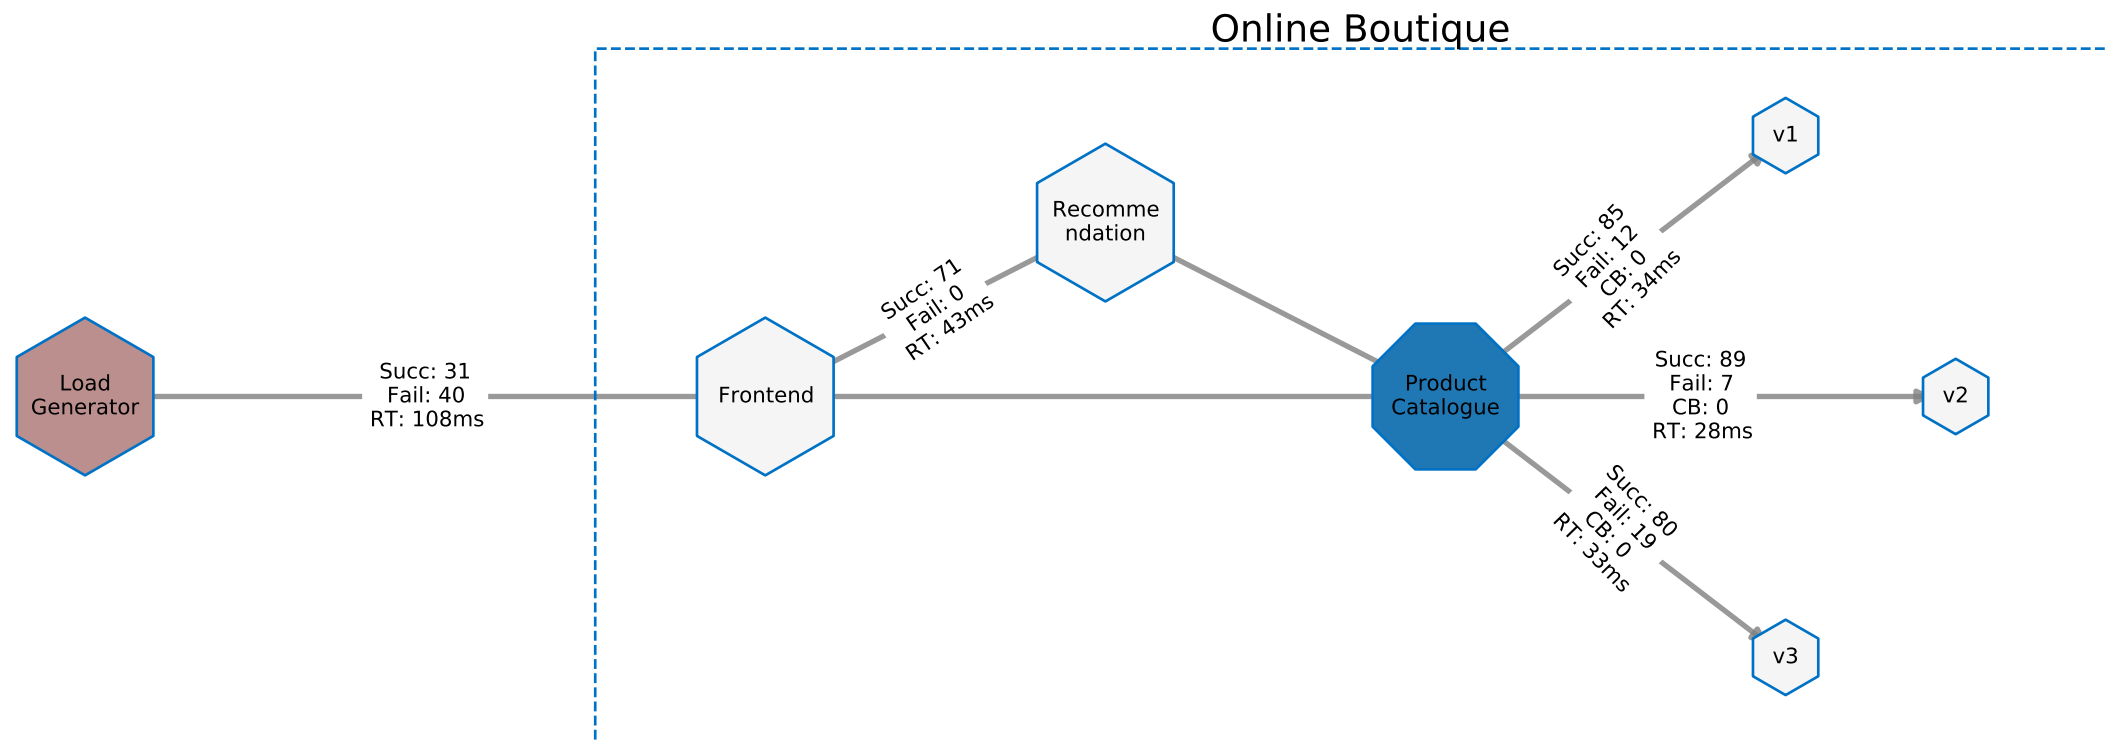 Online Boutique
Load
Generator
Succ: 31
Fail: 40
RT: 108ms
Frontend
Succ: 71
Fail: 0
RT: 43ms
Recomme
ndation
Product
Catalogue
Succ: 85
Fail: 12
CB: 0
RT: 34ms
v1
Succ: 89
Fail: 7
CB: 0
RT: 28ms
v2
Succ: 80
Fail: 19
CB: 0
RT: 33ms
v3